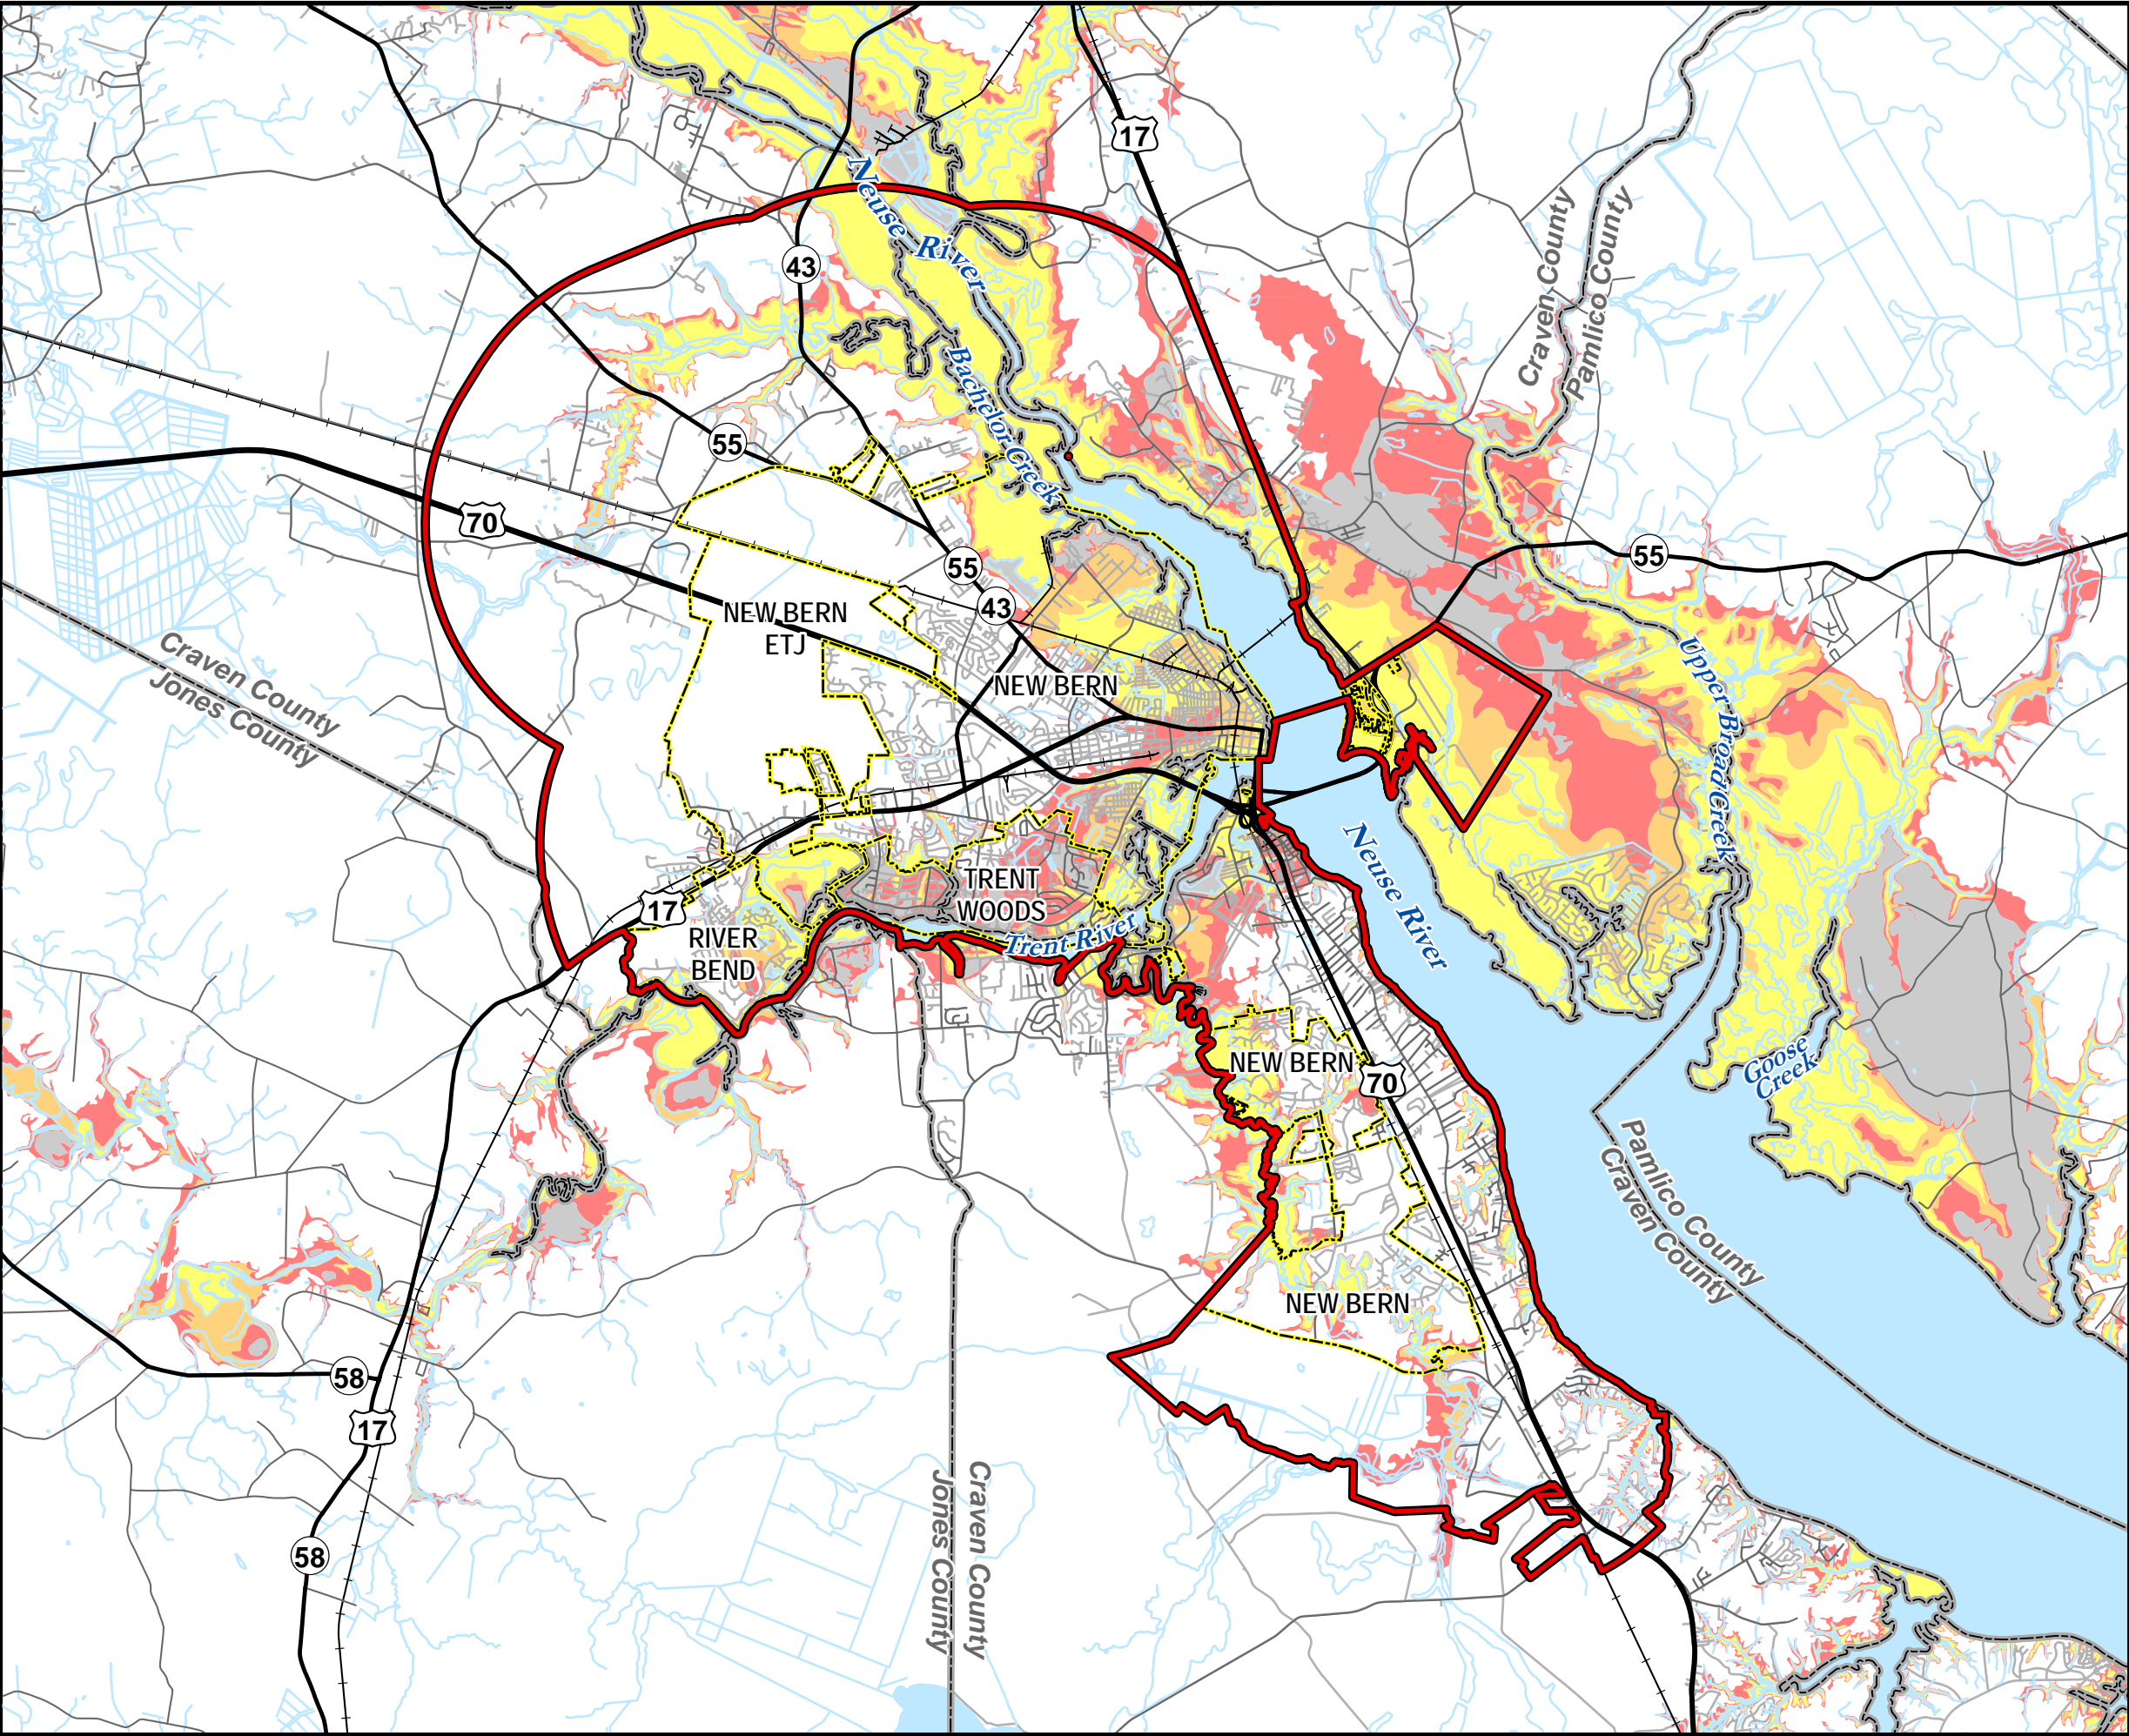 17
Neuse River
43
Craven County
Pamlico County
Bachelor Creek
55
70
55
55
43
NEW BERN
ETJ
Craven County
Jones County
NEW BERN
Upper Broad Creek
Neuse River
TRENT
WOODS
17
RIVER
BEND
Trent River
NEW BERN
70
Goose
Creek
Pamlico County
Craven County
NEW BERN
58
17
Craven County
Jones County
58